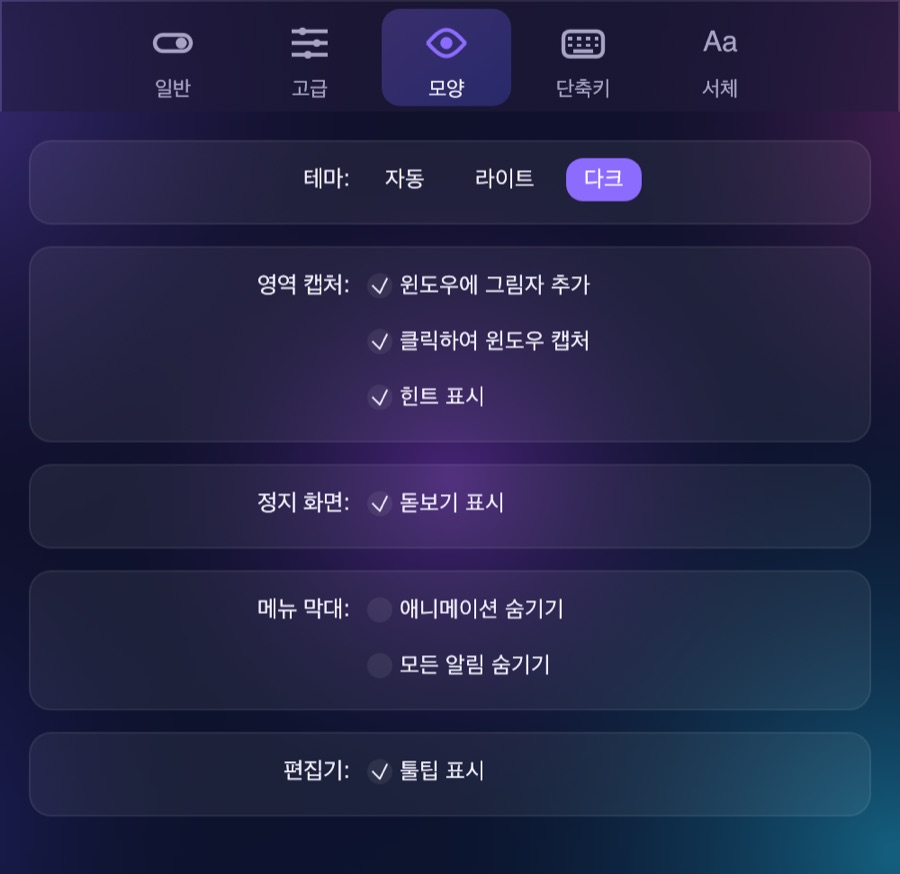 Aa
일반 고급 모양 단축키 서체
테마: 자동 라이트 다크
영역 캡처: 윈도우에 그림자 추가
클릭하여 윈도우 캡처
힌트 표시
정지 화면: 돋보기 표시
메뉴 막대: 애니메이션 숨기기
모든 알림 숨기기
편집기: 툴팁 표시